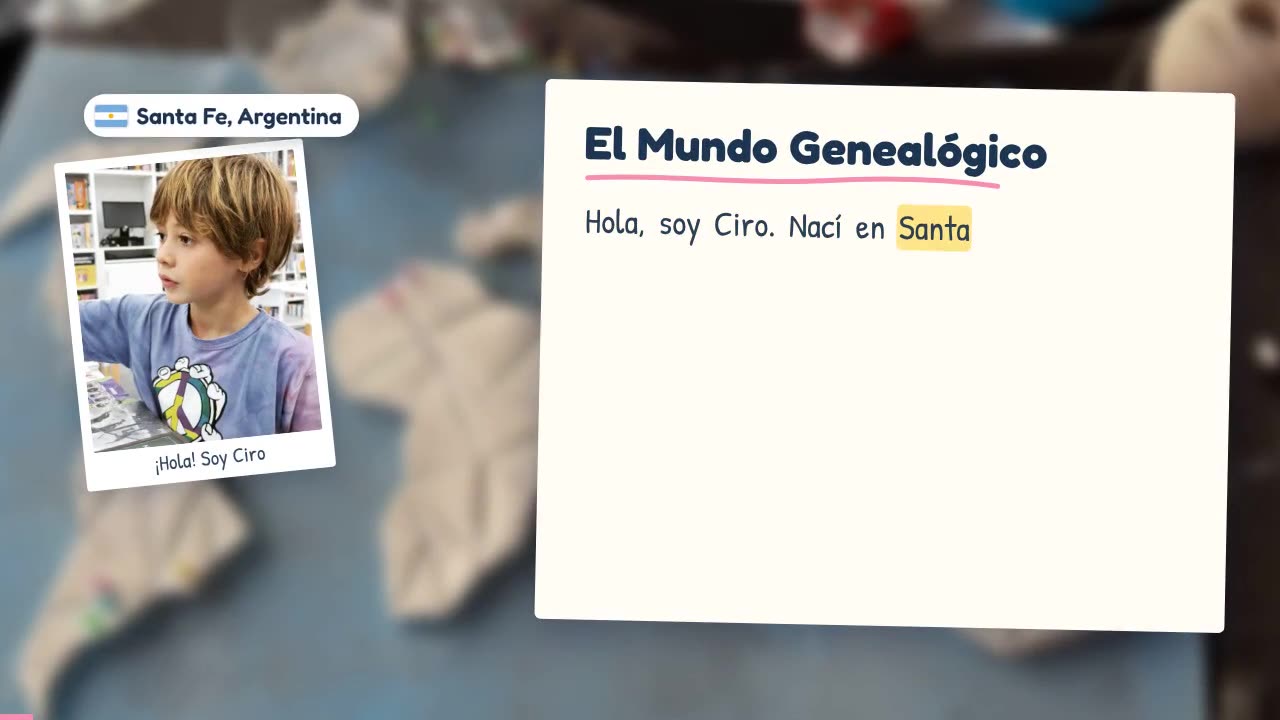 Santa Fe, Argentina
¡Hola! Soy Ciro
El Mundo Genealógico
Hola, soy Ciro. Nací en Santa